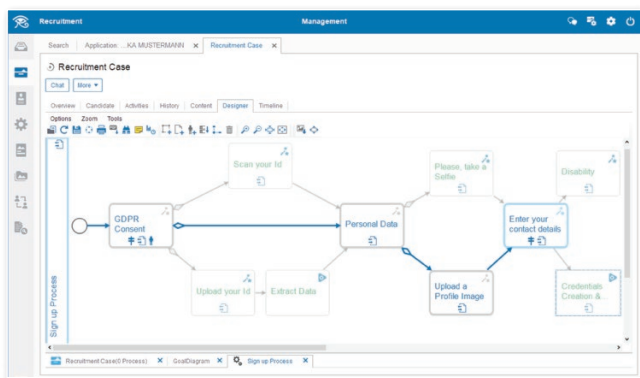 Recruitment
Management
Search
Application: ... KA MUSTERMANN
Recruitment Case
Recruitment Case
Chat
More
Overview
Candidate
Activities
History
Content
Designer
Timeline
Options
Zoom
Tools
Sign up Process
GDPR
Consent
Scan your Id
Upload your Id
Extract Data
Personal Data
Please, take a
Selfie
Upload a
Profile Image
Enter your
contact details
Disability
Credentials
Creation &...
Recruitment Case(0 Process)
GoalDiagram
Sign up Process